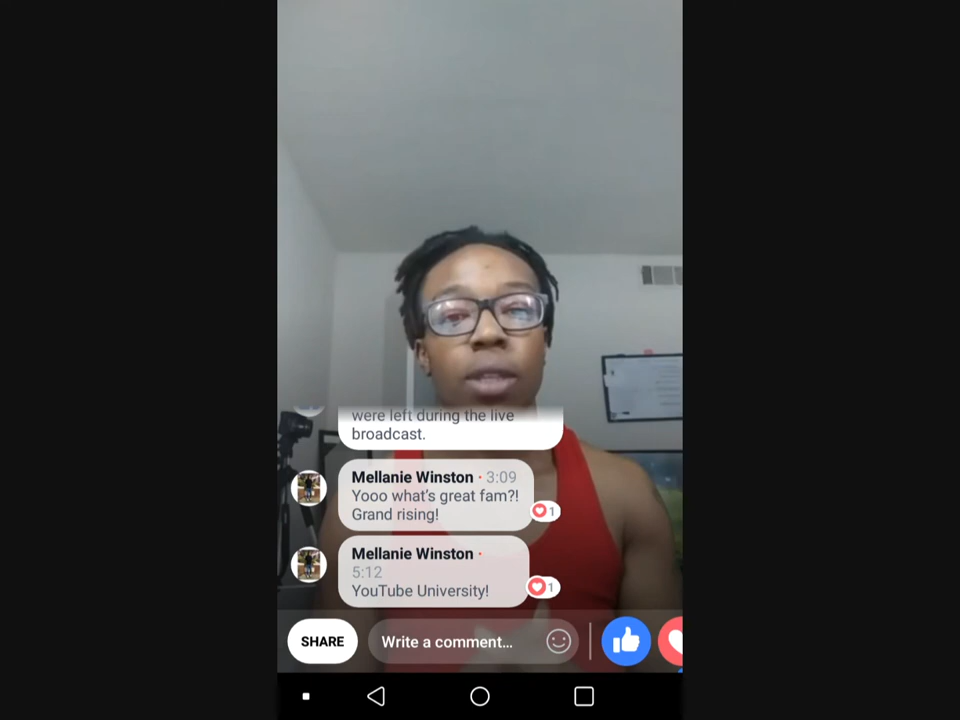 were left during the live
broadcast.
Mellanie Winston · 3:09
Yooo what's great fam?!
Grand rising!
1
Mellanie Winston ·
5:12
YouTube University!
1
SHARE
Write a comment...